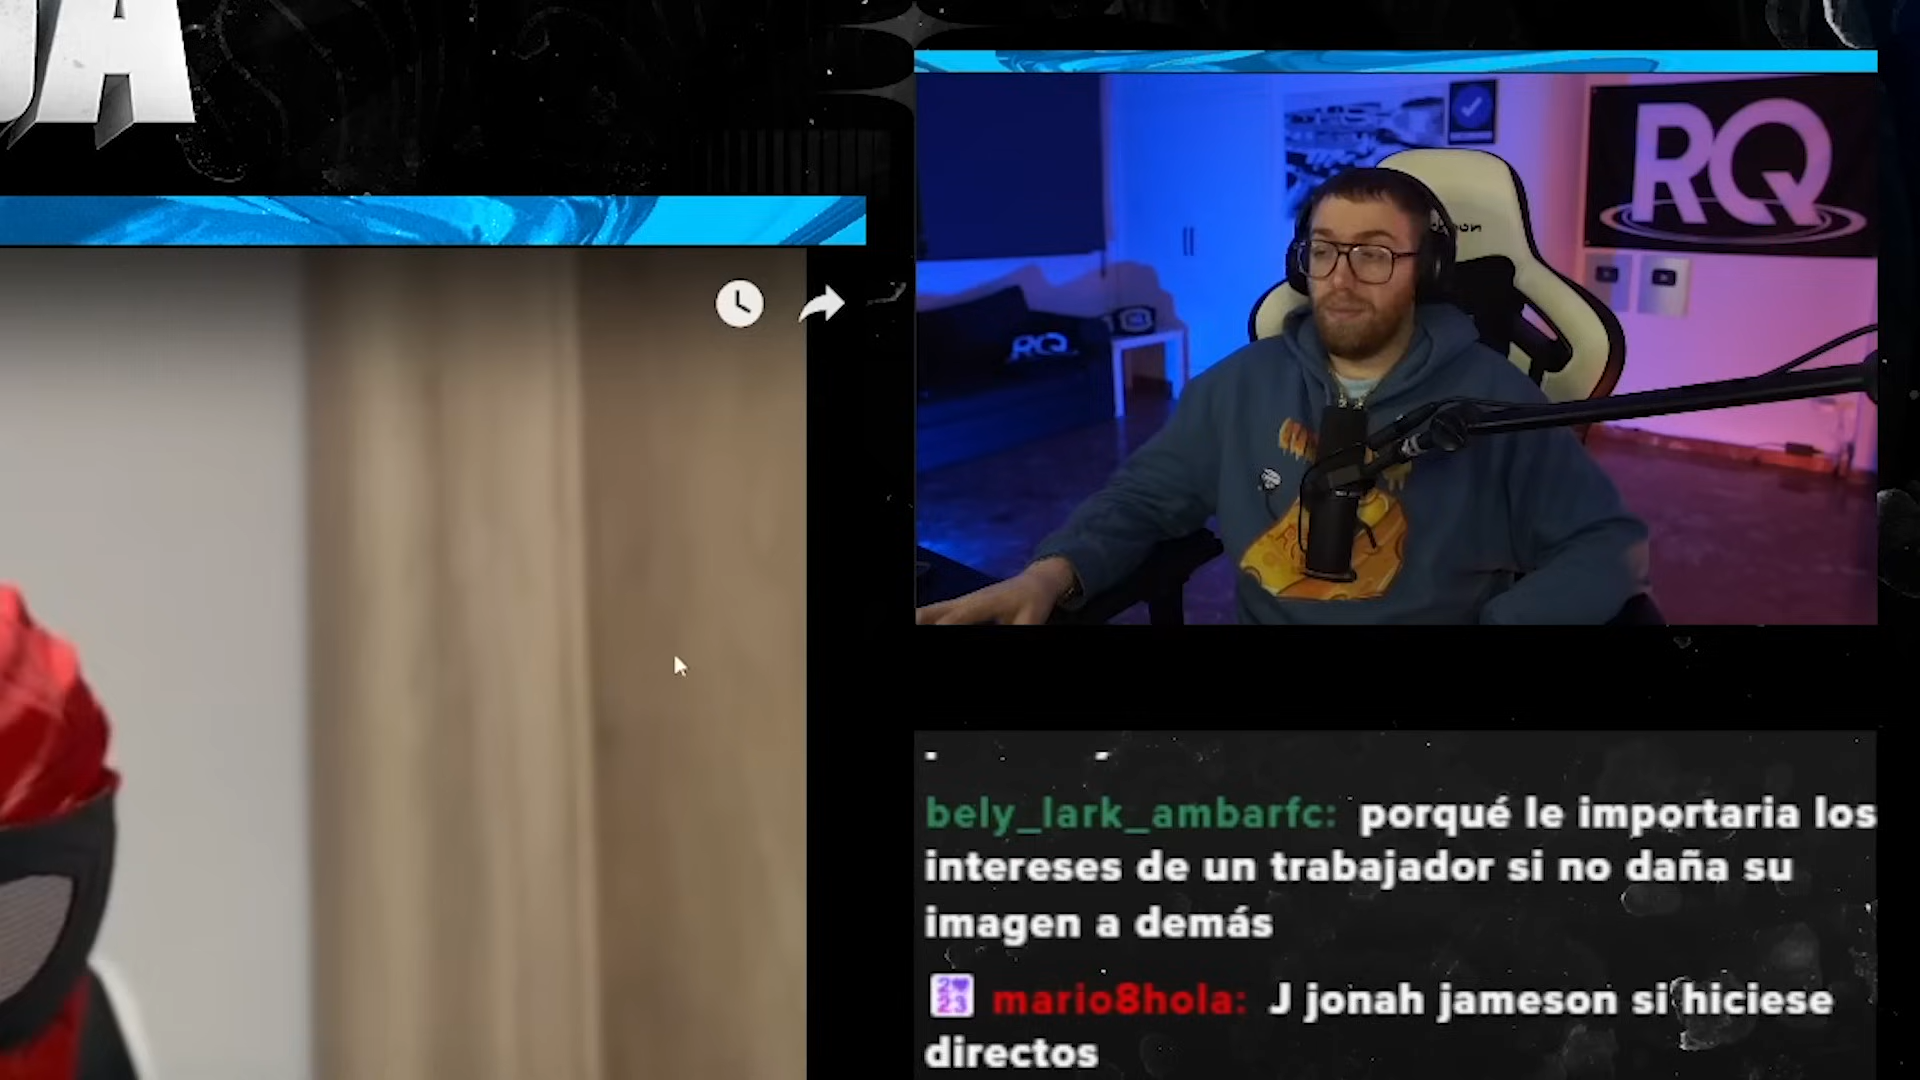 RQ
RQ
bely_lark_ambarfc: porqué le importaria los
intereses de un trabajador si no daña su
imagen a demás
mario8hola: J jonah jameson si hiciese
directos